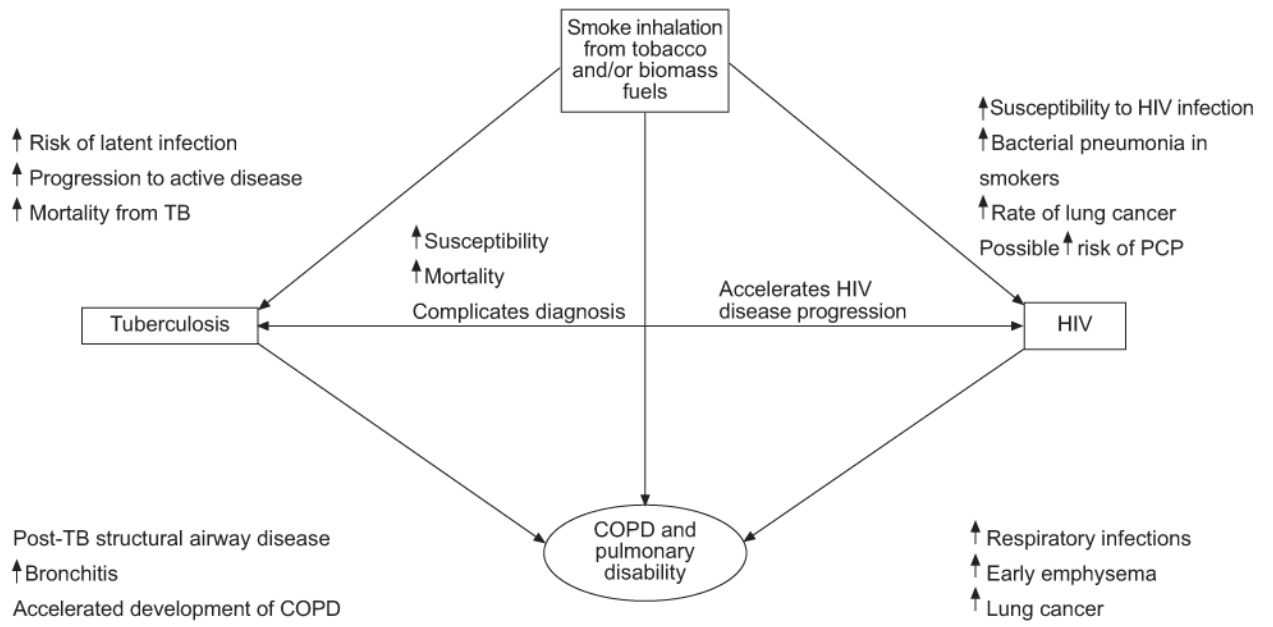 Smoke inhalation
from tobacco
and/or biomass
fuels
↑ Risk of latent infection
↑ Progression to active disease
↑ Mortality from TB
↑Susceptibility to HIV infection
↑Bacterial pneumonia in
smokers
↑Rate of lung cancer
Possible ↑ risk of PCP
↑Susceptibility
↑Mortality
Complicates diagnosis
Accelerates HIV
disease progression
Tuberculosis
HIV
COPD and
pulmonary
disability
Post-TB structural airway disease
↑Bronchitis
Accelerated development of COPD
↑ Respiratory infections
↑ Early emphysema
↑ Lung cancer